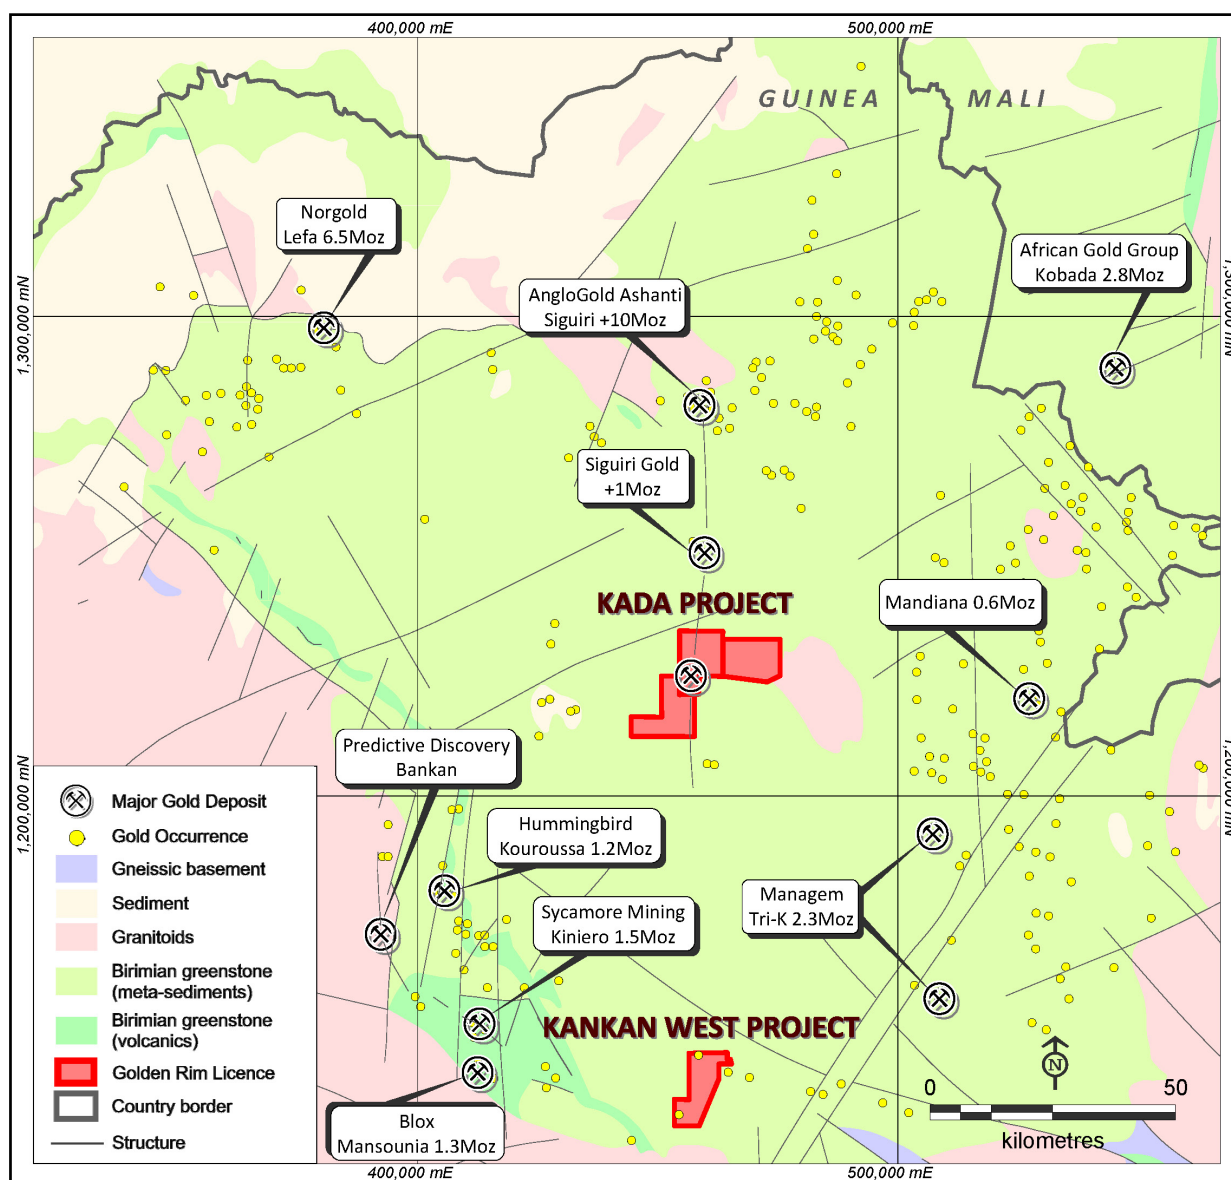 400,000 mE
500,000 mE
GUINEA
MALI
Norgold
Lefa 6.5Moz
African Gold Group
Kobada 2.8Moz
AngloGold Ashanti
Siguiri +10Moz
1,300,000 mN
1,300,000 mN
Siguiri Gold
+1Moz
KADA PROJECT
Mandiana 0.6Moz
Predictive Discovery
Bankan
1,200,000 mN
1,200,000 mN
Hummingbird
Kouroussa 1.2Moz
Managem
Tri-K 2.3Moz
Sycamore Mining
Kiniero 1.5Moz
KANKAN WEST PROJECT
Blox
Mansounia 1.3Moz
Major Gold Deposit
Gold Occurrence
Gneissic basement
Sediment
Granitoids
Birimian greenstone
(meta-sediments)
Birimian greenstone
(volcanics)
Golden Rim Licence
Country border
Structure
N
0
50
kilometres
400,000 mE
500,000 mE